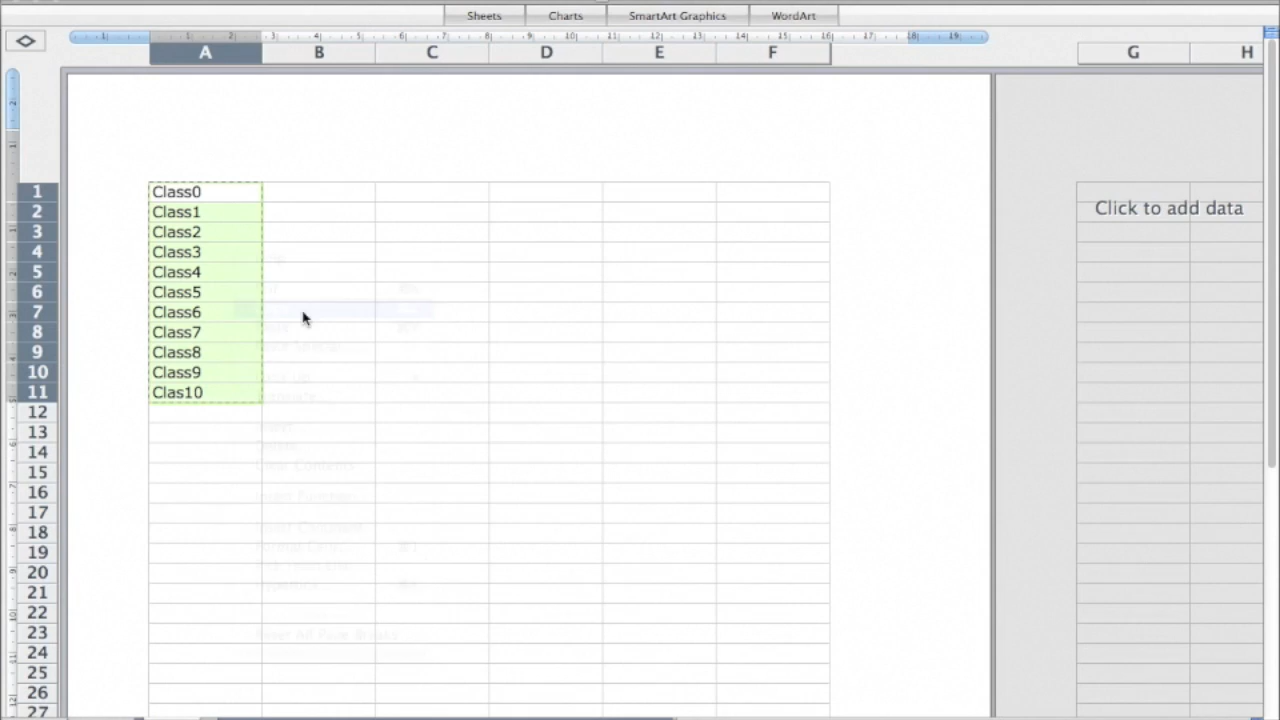 Sheets Charts SmartArt Graphics WordArt
A B C D E F G H
1 Class0
2 Class1 Click to add data
3 Class2
4 Class3
5 Class4
6 Class5
7 Class6
8 Class7
9 Class8
10 Class9
11 Clas10
12
13
14
15
16
17
18
19
20
21
22
23
24
25
26
27